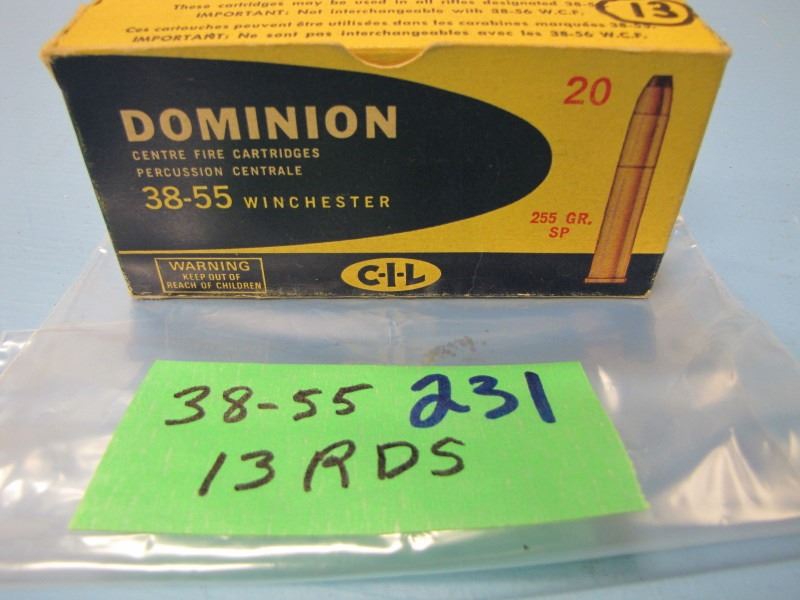 These cartridges may be used in all rifles designated 38-5
IMPORTANT: Not interchangeable with 38-56 W.C.F.
13
Ces cartouches peuvent être utilisées dans les carabines marquées 38-55.
IMPORTANT: Ne sont pas interchangeables avec les 38-56 W.C.F.
DOMINION
CENTRE FIRE CARTRIDGES
PERCUSSION CENTRALE
38-55 WINCHESTER
20
255 GR.
SP
WARNING
KEEP OUT OF
REACH OF CHILDREN
C-I-L
38-55 231
13 RDS